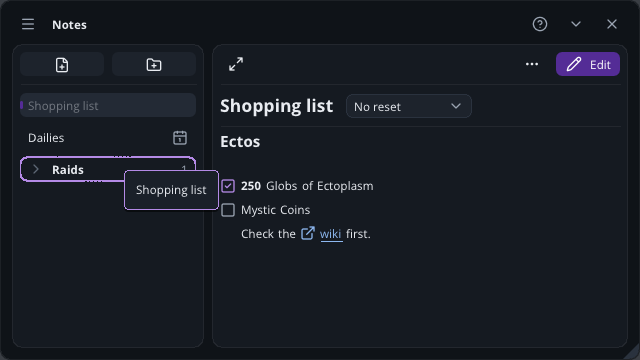 Notes
Edit
Shopping list
Dailies
Raids 1
Shopping list
Shopping list
No reset
Ectos
250 Globs of Ectoplasm
Mystic Coins
Check the wiki first.